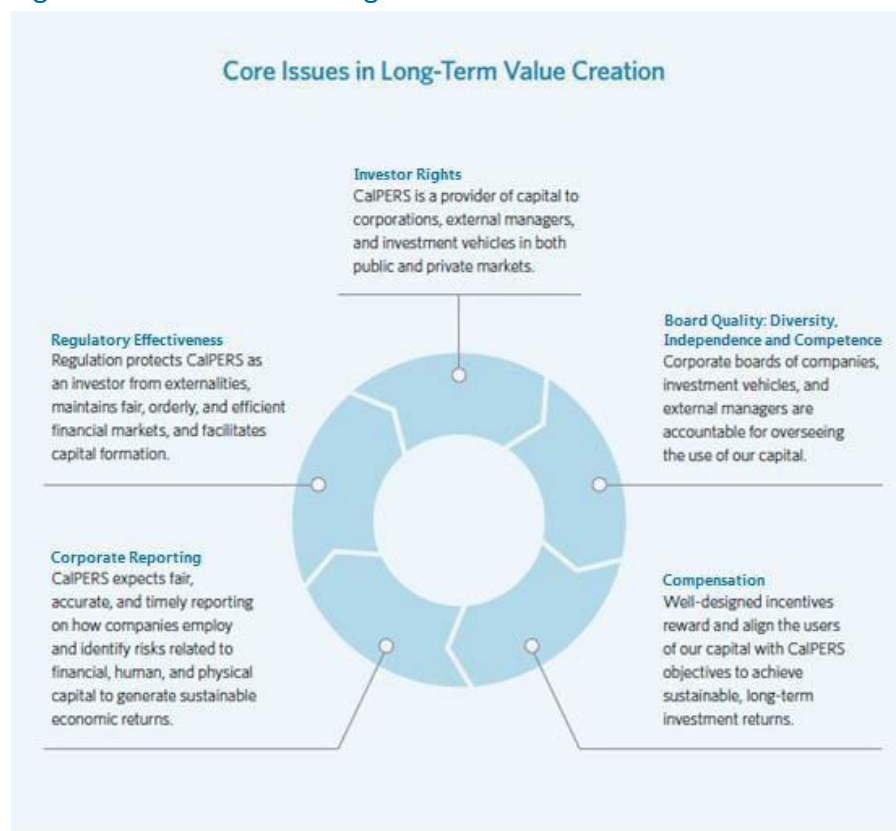 Core Issues in Long-Term Value Creation
Investor Rights
CalPERS is a provider of capital to
corporations, external managers,
and investment vehicles in both
public and private markets.
Board Quality: Diversity,
Independence and Competence
Corporate boards of companies,
investment vehicles, and
external managers are
accountable for overseeing
the use of our capital.
Compensation
Well-designed incentives
reward and align the users
of our capital with CalPERS
objectives to achieve
sustainable, long-term
investment returns.
Corporate Reporting
CalPERS expects fair,
accurate, and timely reporting
on how companies employ
and identify risks related to
financial, human, and physical
capital to generate sustainable
economic returns.
Regulatory Effectiveness
Regulation protects CalPERS as
an investor from externalities,
maintains fair, orderly, and efficient
financial markets, and facilitates
capital formation.